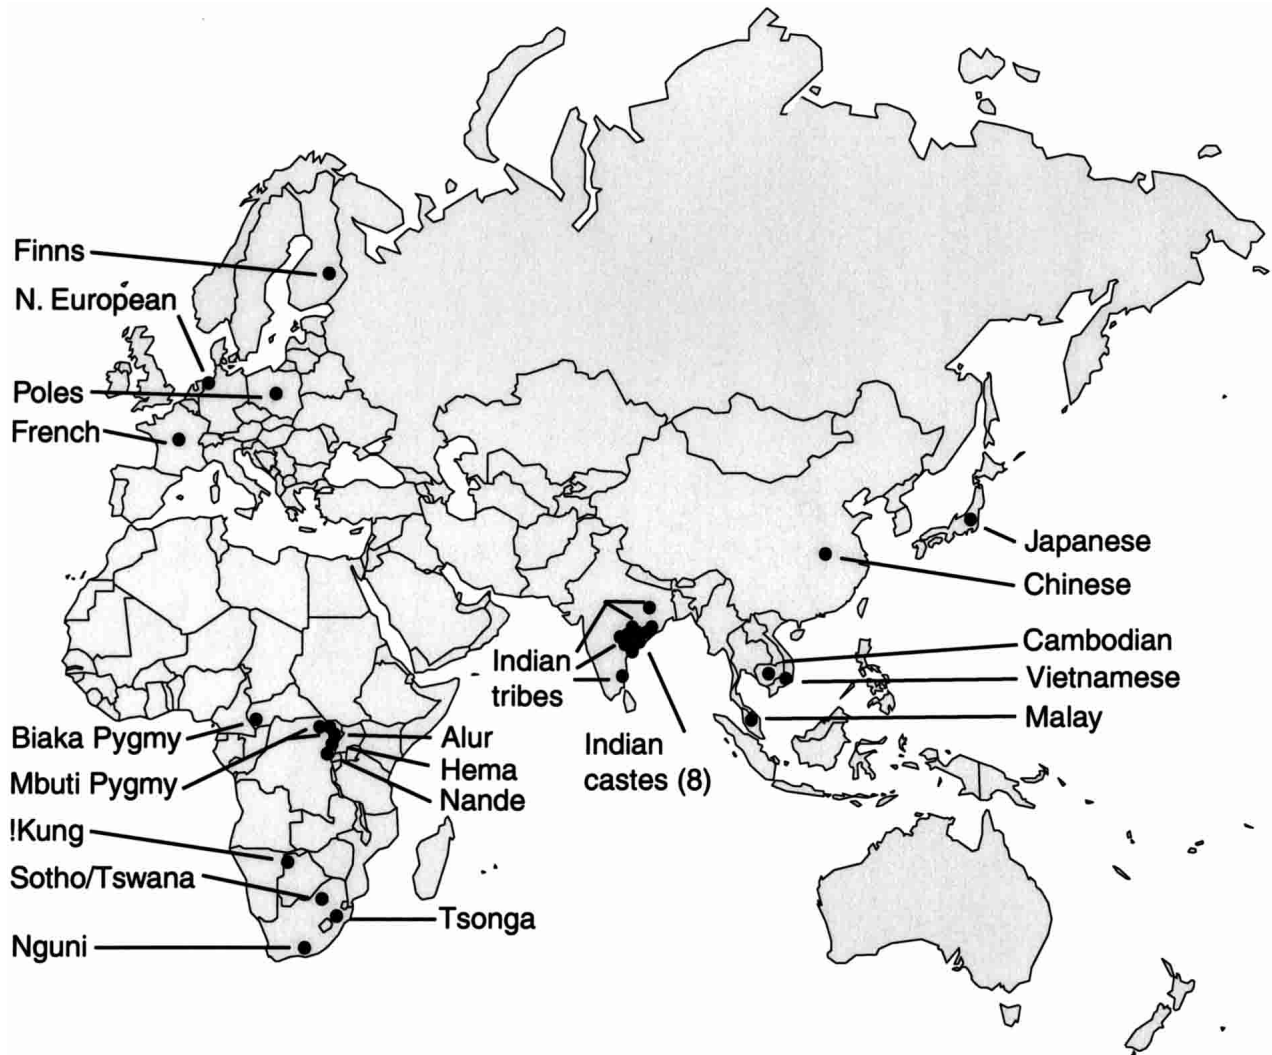 Finns
N. European
Poles
French
Japanese
Chinese
Cambodian
Vietnamese
Malay
Indian
tribes
Indian
castes (8)
Biaka Pygmy
Mbuti Pygmy
Alur
Hema
Nande
!Kung
Sotho/Tswana
Tsonga
Nguni